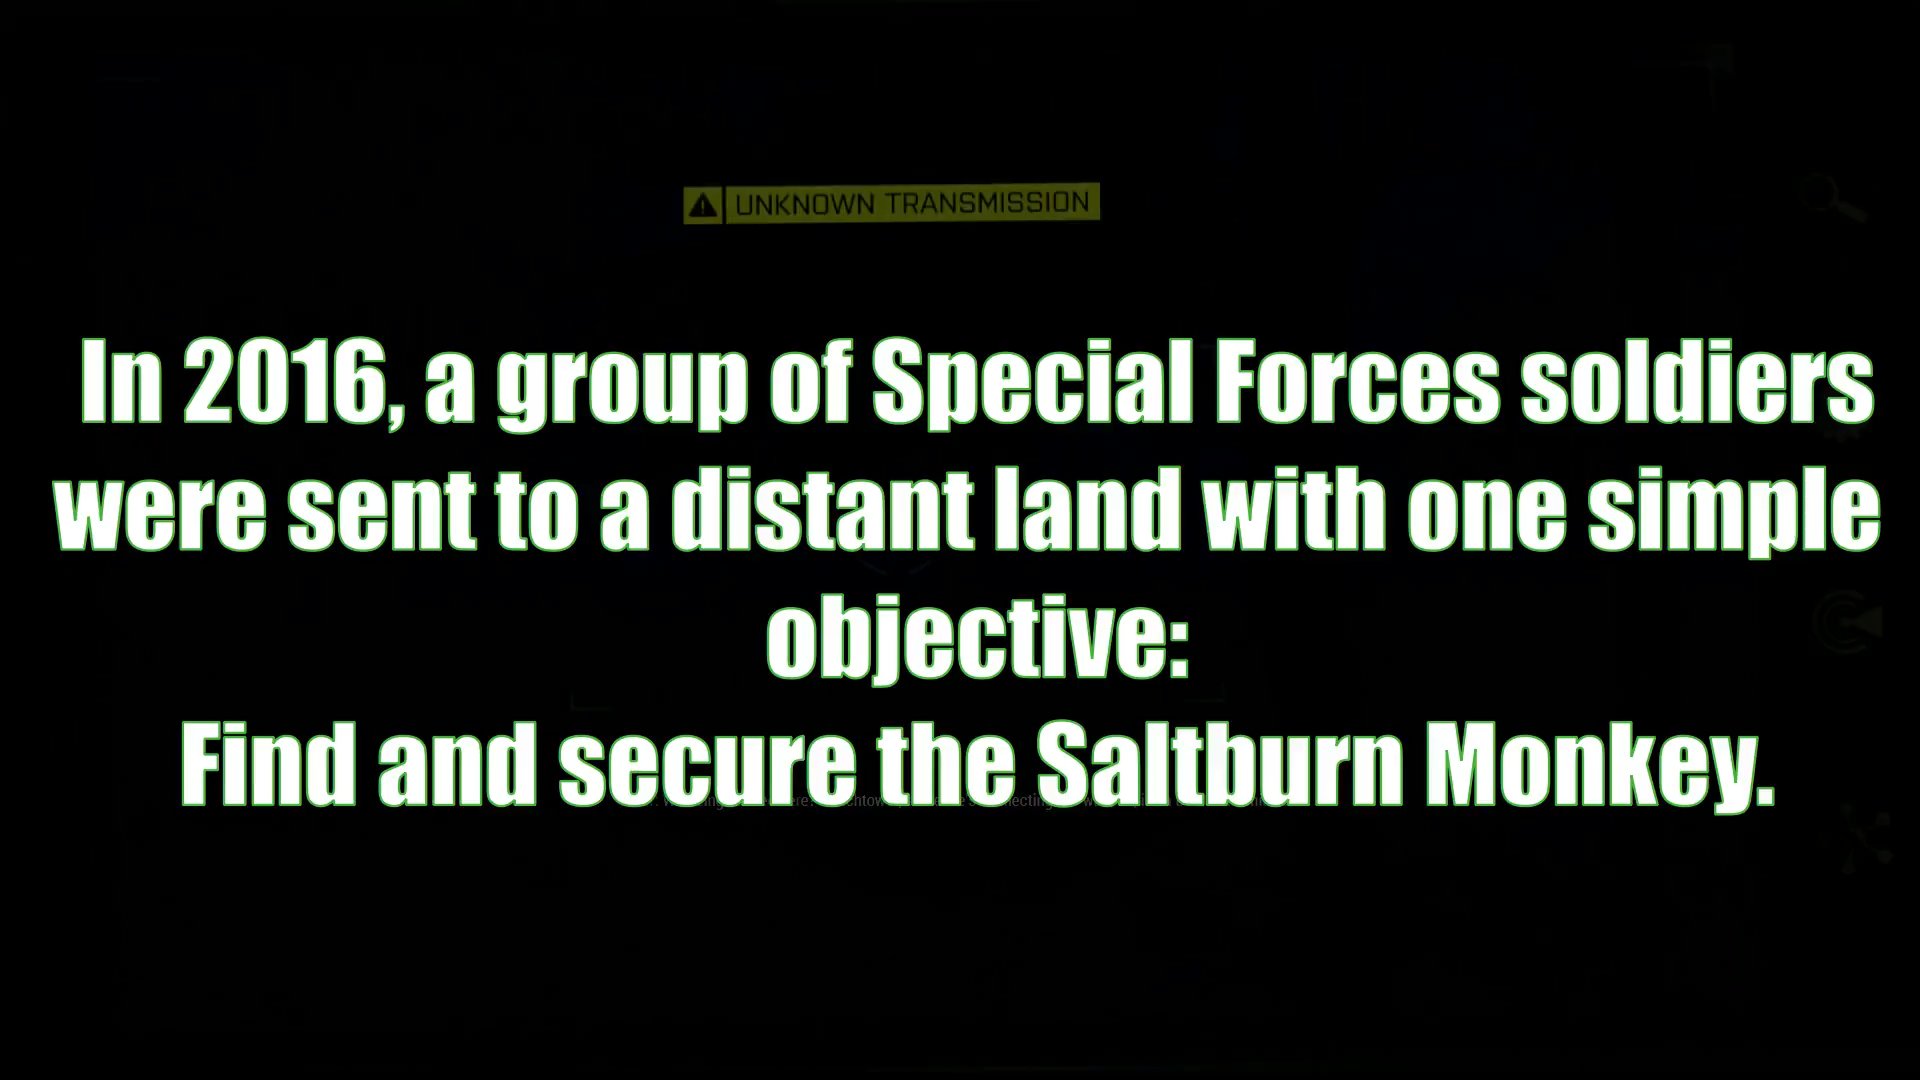 UNKNOWN TRANSMISSION
In 2016, a group of Special Forces soldiers
were sent to a distant land with one simple
objective:
Find and secure the Saltburn Monkey.